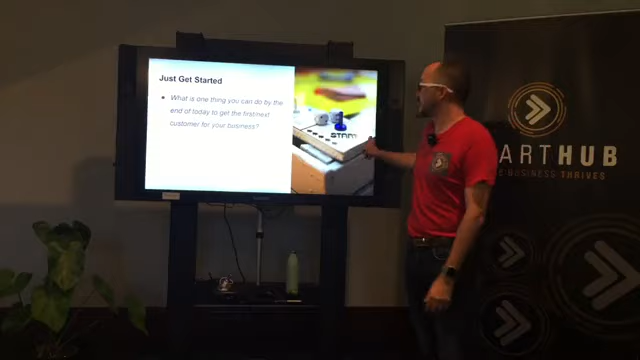 Just Get Started
What is one thing you can do by the
end of today to get the first/next
customer for your business?
START
ARTHUB
E BUSINESS THRIVES